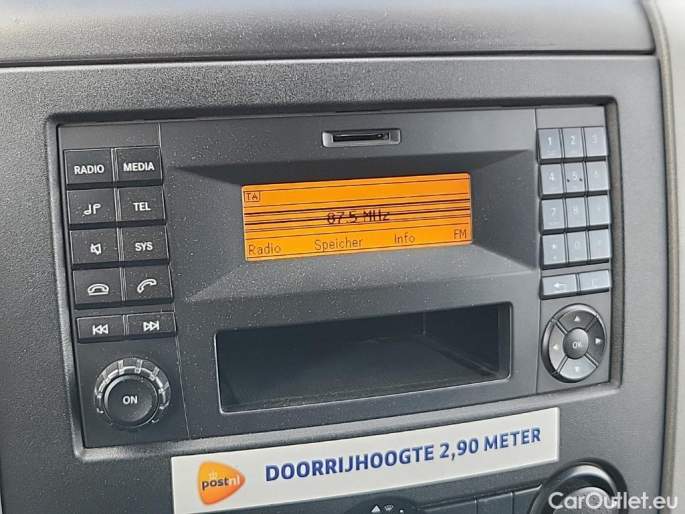 RADIO MEDIA
TEL
SYS
ON
TA
87.5 MHz
Radio Speicher Info FM
1 2 3
4 5 6
7 8 9
0
OK
postnl
DOORRIJHOOGTE 2,90 METER
CarOutlet.eu